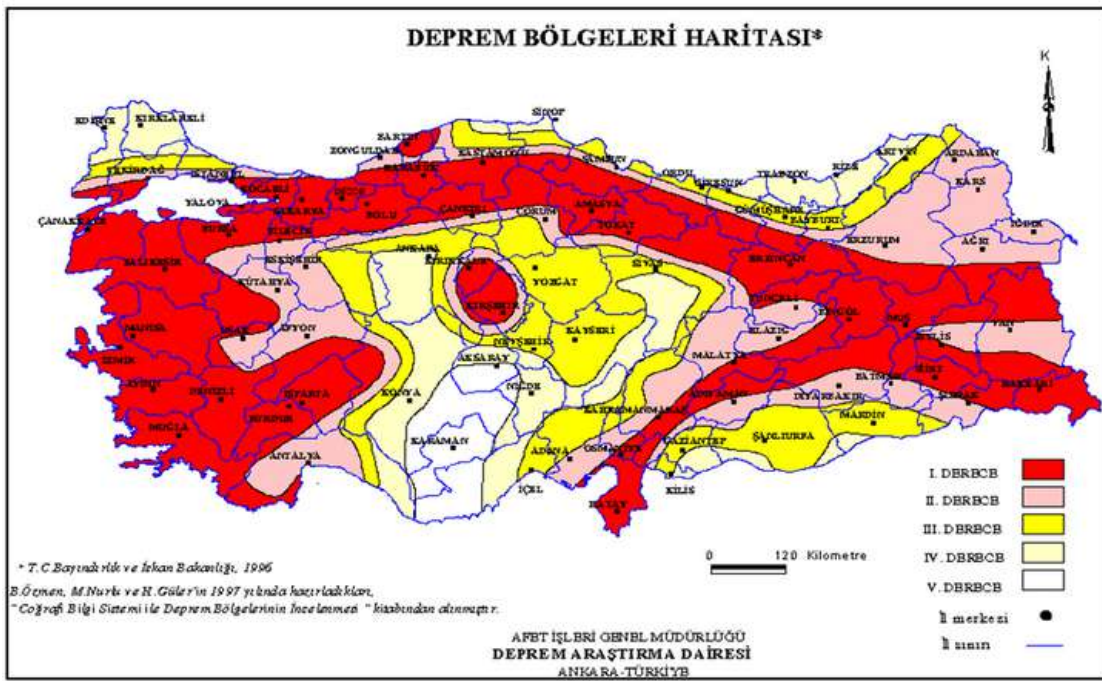 DEPREM BÖLGELERİ HARİTASI*
K
SİNOP
EDİRNE
KIRKLARELİ
BARTIN
ZONGULDAK
KASTAMONU
SAMSUN
ORDU
GİRESUN
TRABZON
RİZE
ARTVİN
ARDAHAN
KARS
TEKİRDAĞ
İSTANBUL
KOCAELİ
YALOVA
SAKARYA
BOLU
ÇANKIRI
ÇORUM
AMASYA
TOKAT
GÜMÜŞHANE
BAYBURT
ERZURUM
AĞRI
IĞDIR
ÇANAKKALE
BURSA
BİLECİK
ESKİŞEHİR
ANKARA
KIRIKKALE
YOZGAT
SİVAS
ERZİNCAN
BALIKESİR
KÜTAHYA
KIRŞEHİR
TUNCELİ
BİNGÖL
MUŞ
MANİSA
UŞAK
AFYON
NEVŞEHİR
KAYSERİ
ELAZIĞ
BİTLİS
VAN
İZMİR
AKSARAY
MALATYA
AYDIN
DENİZLİ
ISPARTA
BURDUR
KONYA
NİĞDE
KAHRAMANMARAŞ
ADIYAMAN
DİYARBAKIR
BATMAN
SİİRT
ŞIRNAK
HAKKARİ
MUĞLA
KARAMAN
ADANA
OSMANİYE
GAZİANTEP
ŞANLIURFA
MARDİN
ANTALYA
İÇEL
KİLİS
HATAY
I. DBRBCB
II. DBRBCB
III. DBRBCB
IV. DBRBCB
V. DBRBCB
İl merkezi
İl sınırı
0 120 Kilometre
* T.C.Bayındırlık ve İskan Bakanlığı, 1996
B.Özmen, M.Nurlu ve H.Güler'in 1997 yılında hazırladıkları,
" Coğrafi Bilgi Sistemi ile Deprem Bölgelerinin İncelenmesi " kitabından alınmıştır.
AFBT İŞLBRİ GBNBL MÜDÜRLÜĞÜ
DEPREM ARAŞTIRMA DAİRESİ
ANKARA-TÜRKİYB